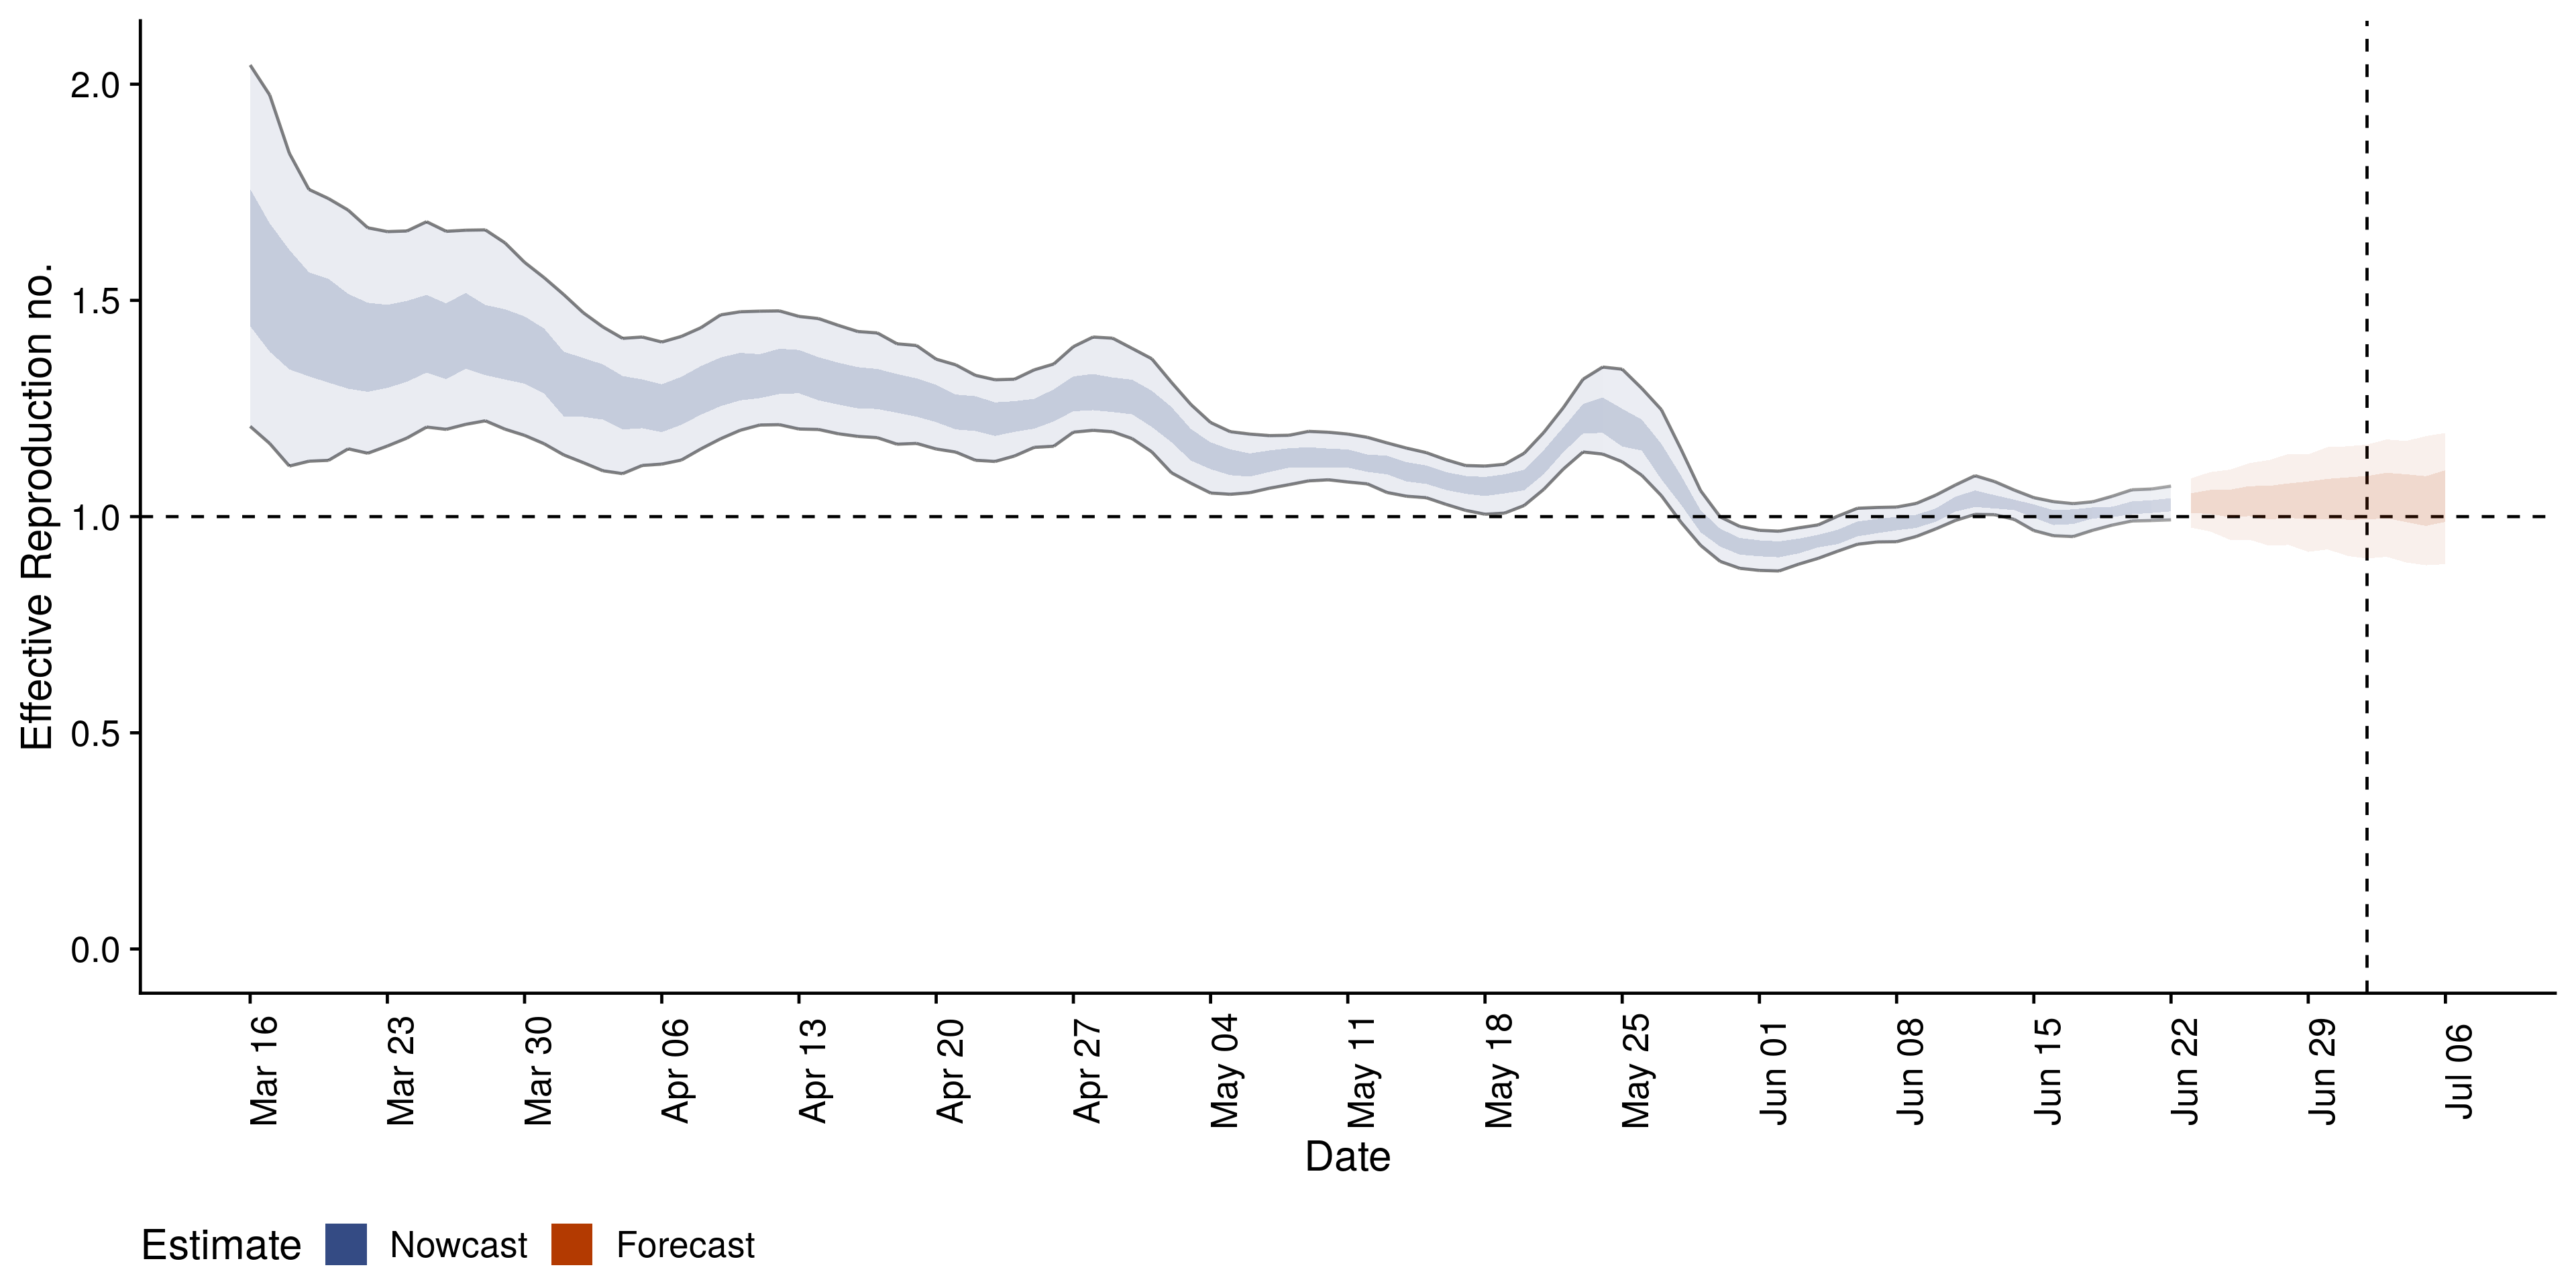 Effective Reproduction no.
2.0
1.5
1.0
0.5
0.0
Mar 16
Mar 23
Mar 30
Apr 06
Apr 13
Apr 20
Apr 27
May 04
May 11
May 18
May 25
Jun 01
Jun 08
Jun 15
Jun 22
Jun 29
Jul 06
Date
Estimate Nowcast Forecast